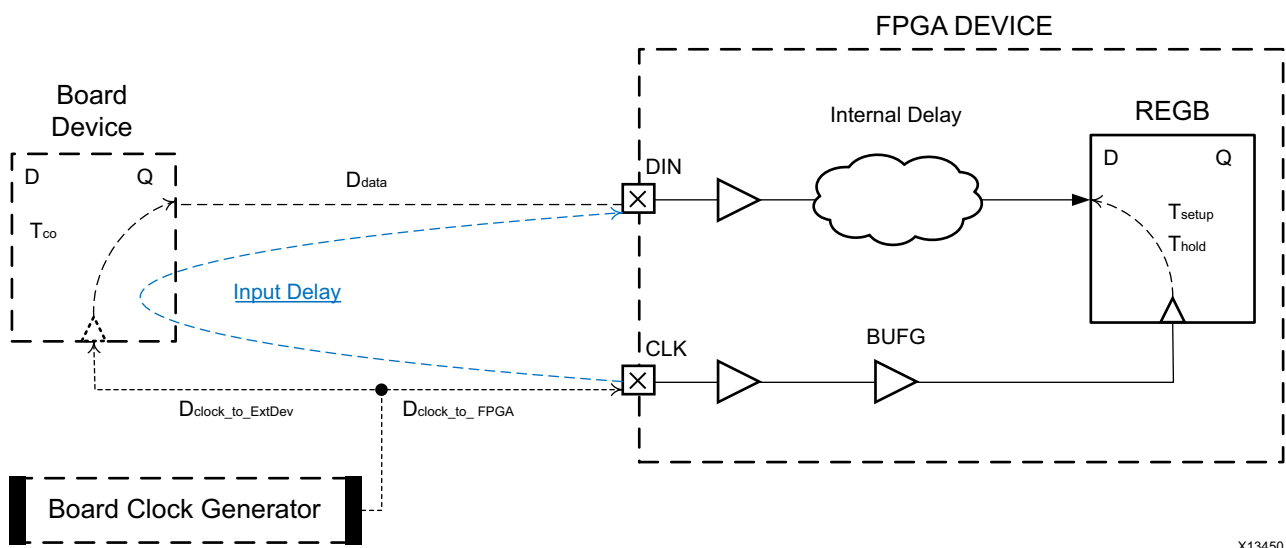 FPGA DEVICE
Board
Device
D
Q
Tco
Ddata
DIN
Internal Delay
REGB
D
Q
Tsetup
Thold
Input Delay
CLK
BUFG
Dclock_to_ExtDev
Dclock_to_ FPGA
Board Clock Generator
X13450